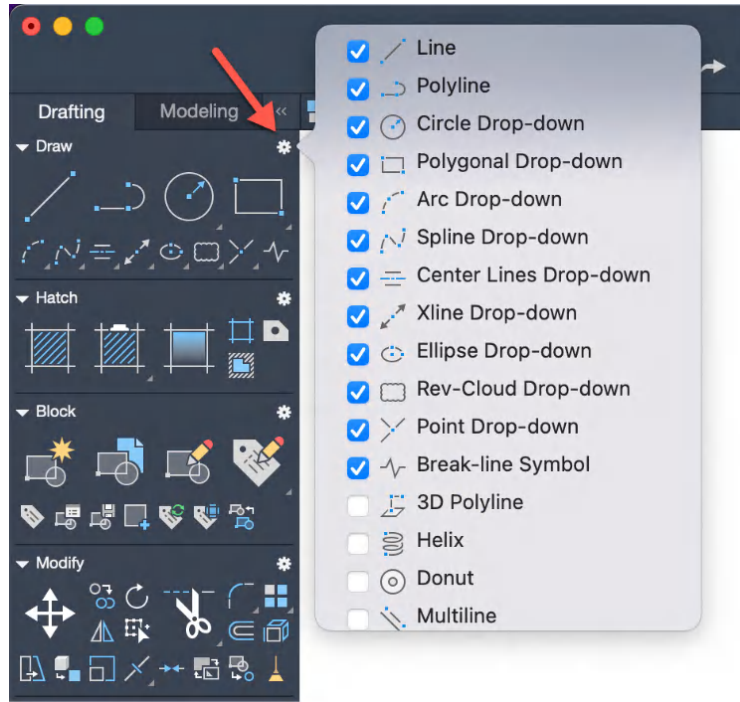 Drafting
Modeling
Draw
Hatch
Block
Modify
Line
Polyline
Circle Drop-down
Polygonal Drop-down
Arc Drop-down
Spline Drop-down
Center Lines Drop-down
Xline Drop-down
Ellipse Drop-down
Rev-Cloud Drop-down
Point Drop-down
Break-line Symbol
3D Polyline
Helix
Donut
Multiline